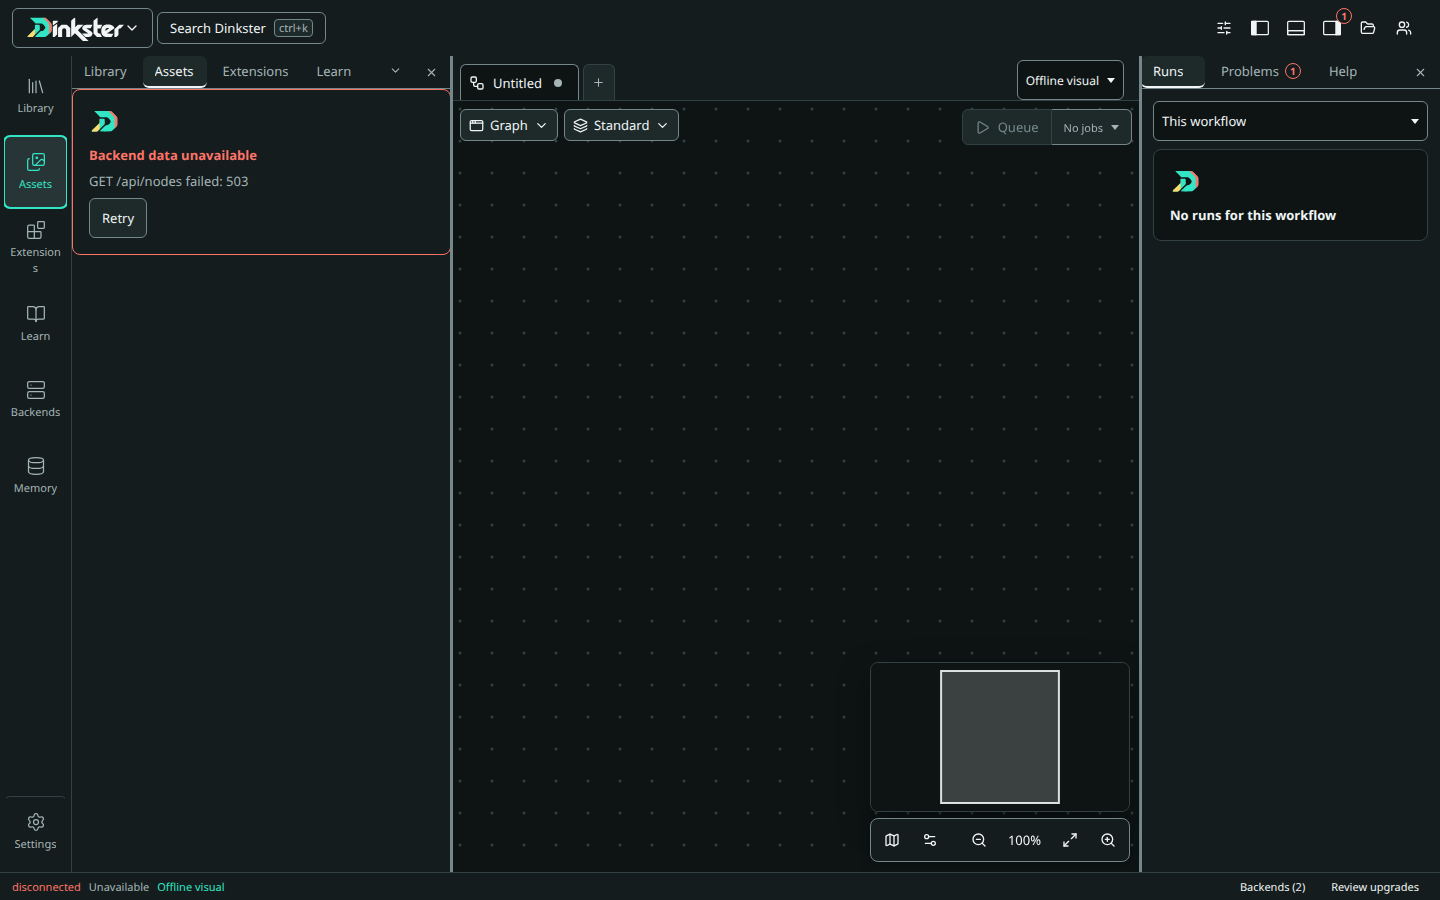 Dinkster
Search Dinkster ctrl+k
1
Library Assets Extensions Learn
Untitled
Offline visual
Runs Problems 1 Help
Library
Assets
Extension
s
Learn
Backends
Memory
Settings
Backend data unavailable
GET /api/nodes failed: 503
Retry
Graph Standard
Queue No jobs
This workflow
No runs for this workflow
100%
disconnected Unavailable Offline visual
Backends (2) Review upgrades